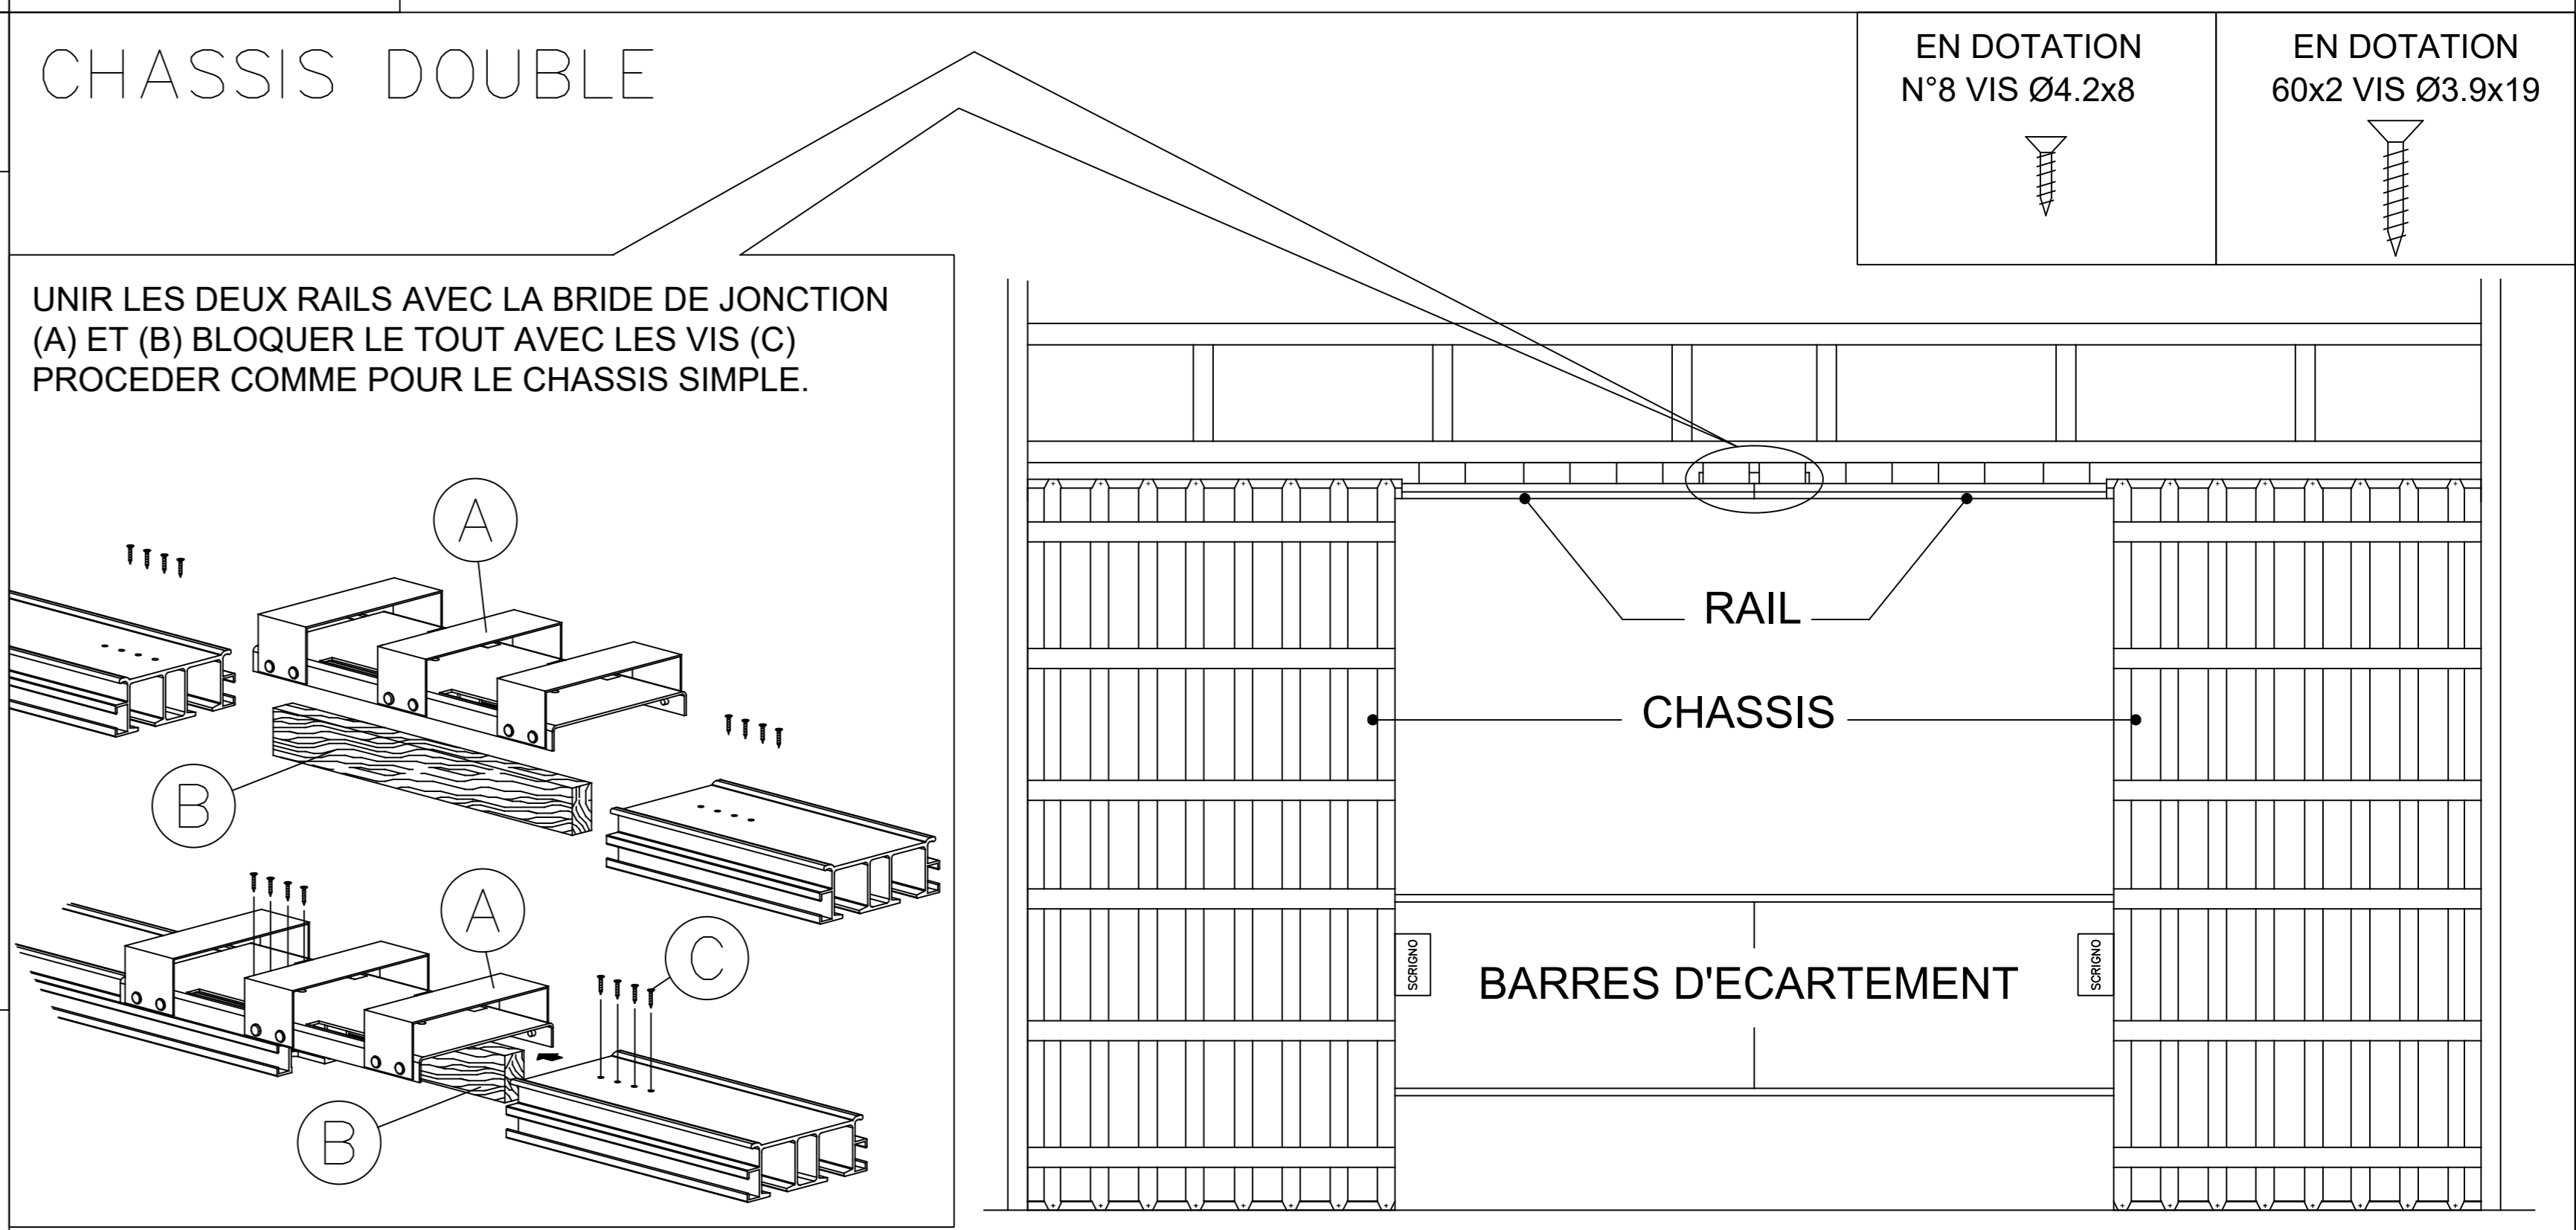 CHASSIS DOUBLE
EN DOTATION
N°8 VIS Ø4.2x8
EN DOTATION
60x2 VIS Ø3.9x19
UNIR LES DEUX RAILS AVEC LA BRIDE DE JONCTION
(A) ET (B) BLOQUER LE TOUT AVEC LES VIS (C)
PROCEDER COMME POUR LE CHASSIS SIMPLE.
A
B
A
C
B
RAIL
CHASSIS
SCRIGNO
BARRES D'ECARTEMENT
SCRIGNO